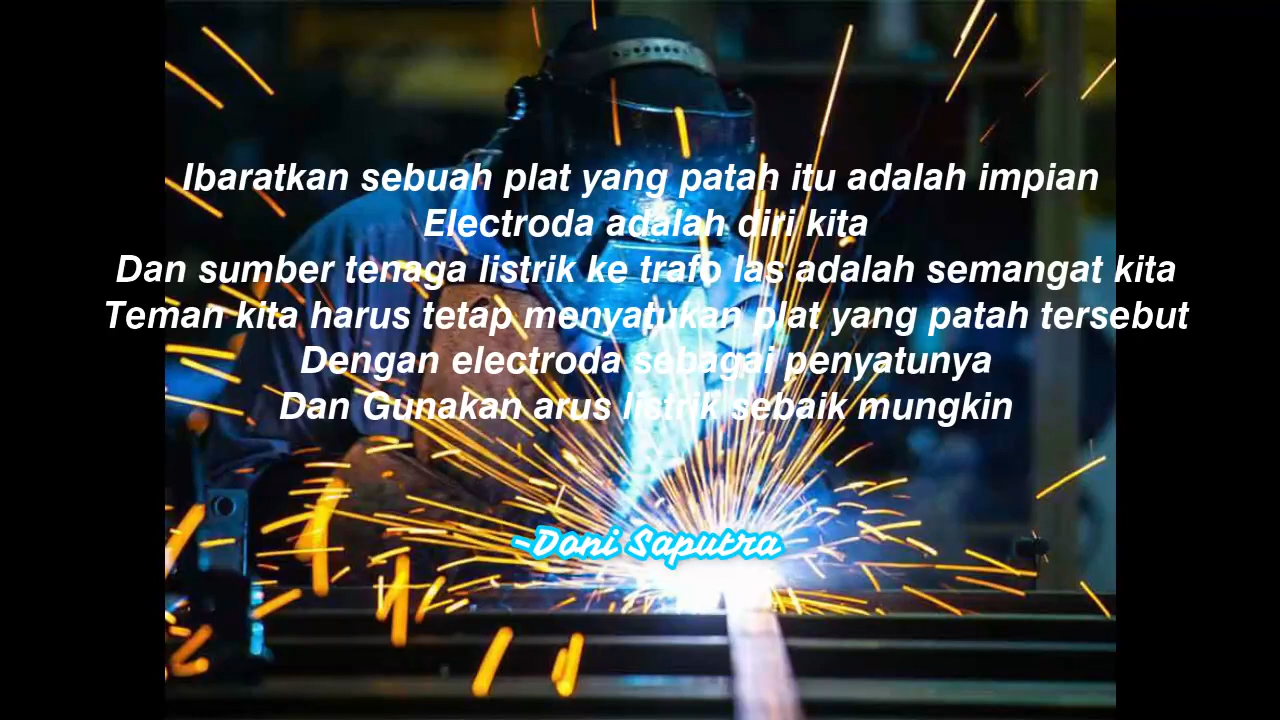 Ibaratkan sebuah plat yang patah itu adalah impian
Electroda adalah diri kita
Dan sumber tenaga listrik ke trafo las adalah semangat kita
Teman kita harus tetap menyatukan plat yang patah tersebut
Dengan electroda sebagai penyatunya
Dan Gunakan arus listrik sebaik mungkin
-Doni Saputra